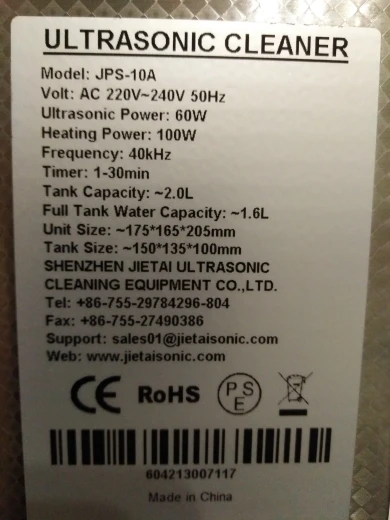 ULTRASONIC CLEANER
Model: JPS-10A
Volt: AC 220V~240V 50Hz
Ultrasonic Power: 60W
Heating Power: 100W
Frequency: 40kHz
Timer: 1-30min
Tank Capacity: ~2.0L
Full Tank Water Capacity: ~1.6L
Unit Size: ~175*165*205mm
Tank Size: ~150*135*100mm
SHENZHEN JIETAI ULTRASONIC
CLEANING EQUIPMENT CO.,LTD.
Tel: +86-755-29784296-804
Fax: +86-755-27490386
Support: sales01@jietaisonic.com
Web: www.jietaisonic.com
CE RoHS PSE
604213007117
Made in China